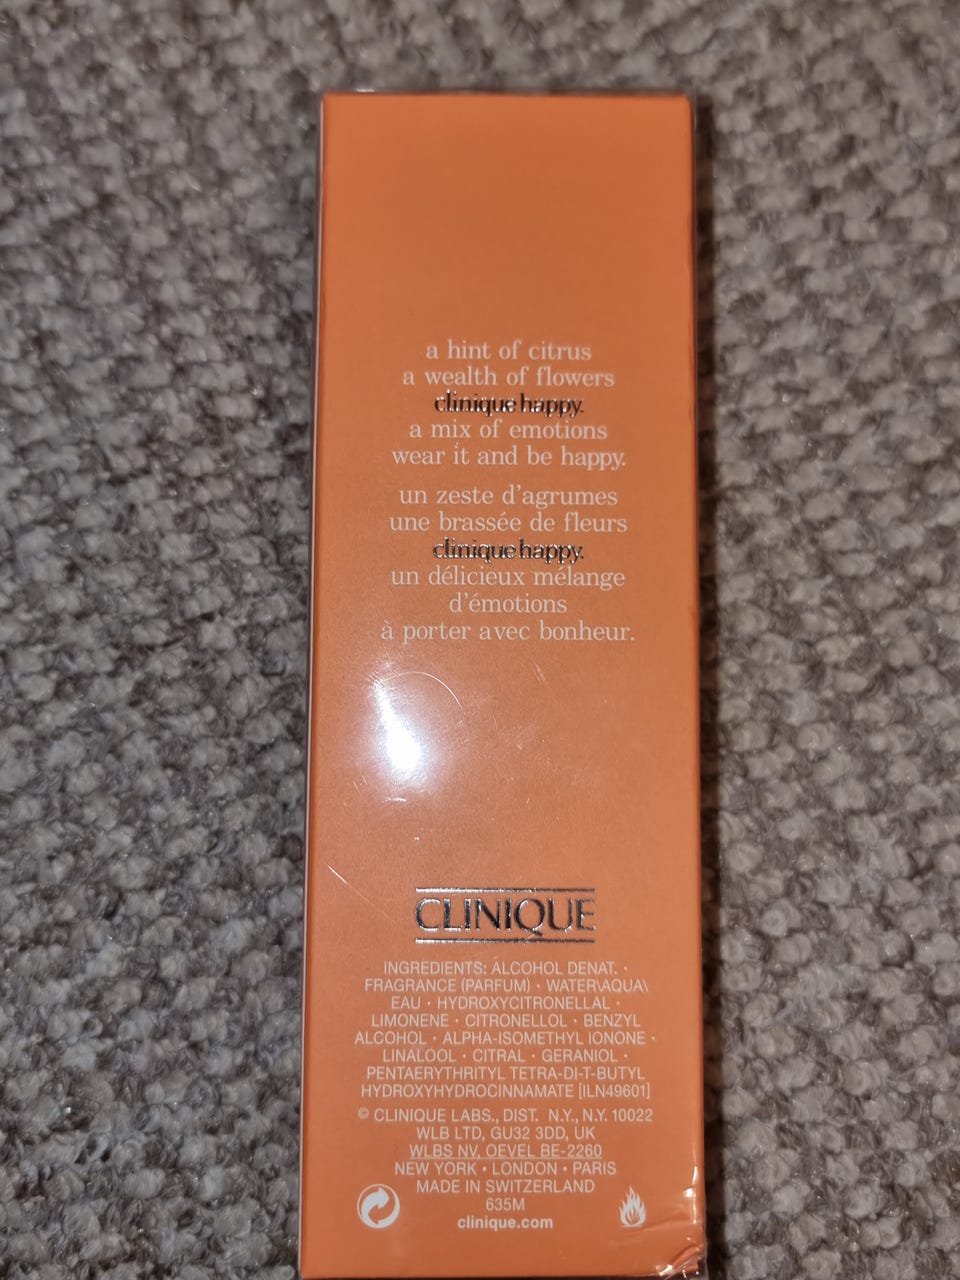 a hint of citrus
a wealth of flowers
clinique happy.
a mix of emotions
wear it and be happy.
un zeste d'agrumes
une brassée de fleurs
clinique happy.
un délicieux mélange
d'émotions
à porter avec bonheur.
CLINIQUE
INGREDIENTS: ALCOHOL DENAT. •
FRAGRANCE (PARFUM) • WATER\AQUA\
EAU • HYDROXYCITRONELLAL •
LIMONENE • CITRONELLOL • BENZYL
ALCOHOL • ALPHA-ISOMETHYL IONONE •
LINALOOL • CITRAL • GERANIOL •
PENTAERYTHRITYL TETRA-DI-T-BUTYL
HYDROXYHYDROCINNAMATE [ILN49601]
© CLINIQUE LABS., DIST. N.Y., N.Y. 10022
WLB LTD, GU32 3DD, UK
WLBS NV, OEVEL BE-2260
NEW YORK • LONDON • PARIS
MADE IN SWITZERLAND
635M
clinique.com